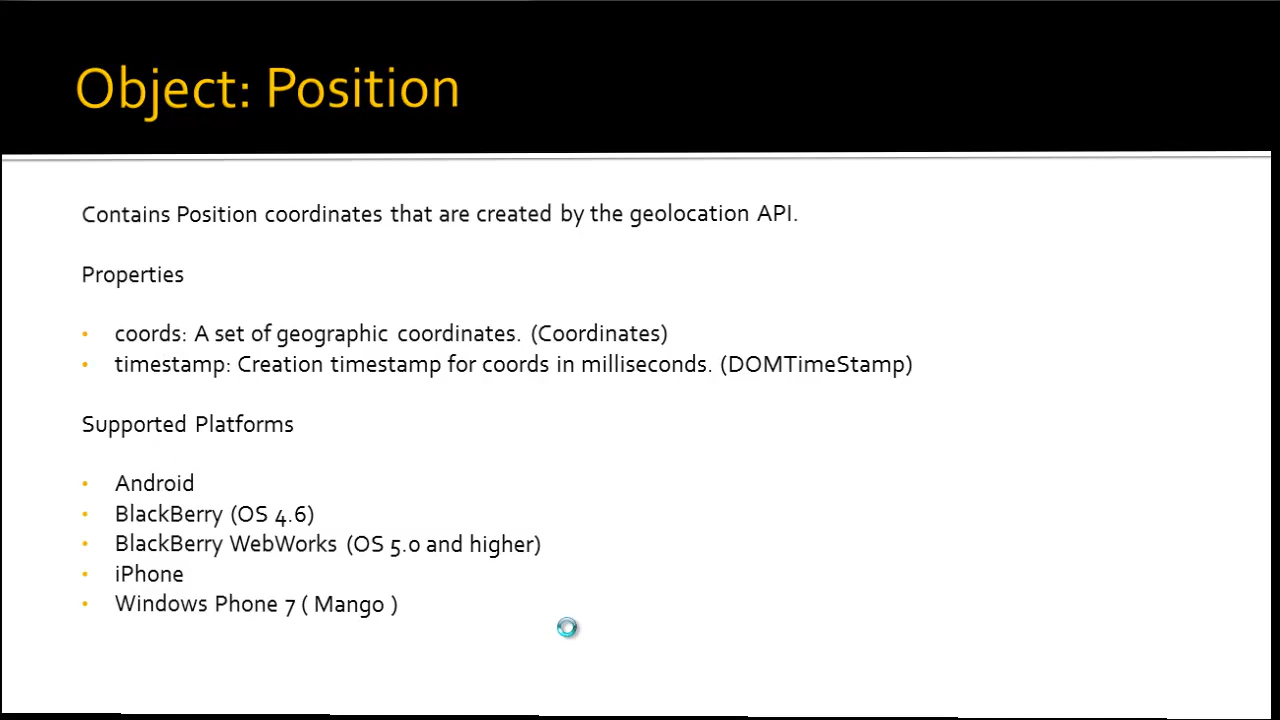 Object: Position
Contains Position coordinates that are created by the geolocation API.
Properties
• coords: A set of geographic coordinates. (Coordinates)
• timestamp: Creation timestamp for coords in milliseconds. (DOMTimeStamp)
Supported Platforms
• Android
• BlackBerry (OS 4.6)
• BlackBerry WebWorks (OS 5.0 and higher)
• iPhone
• Windows Phone 7 ( Mango )